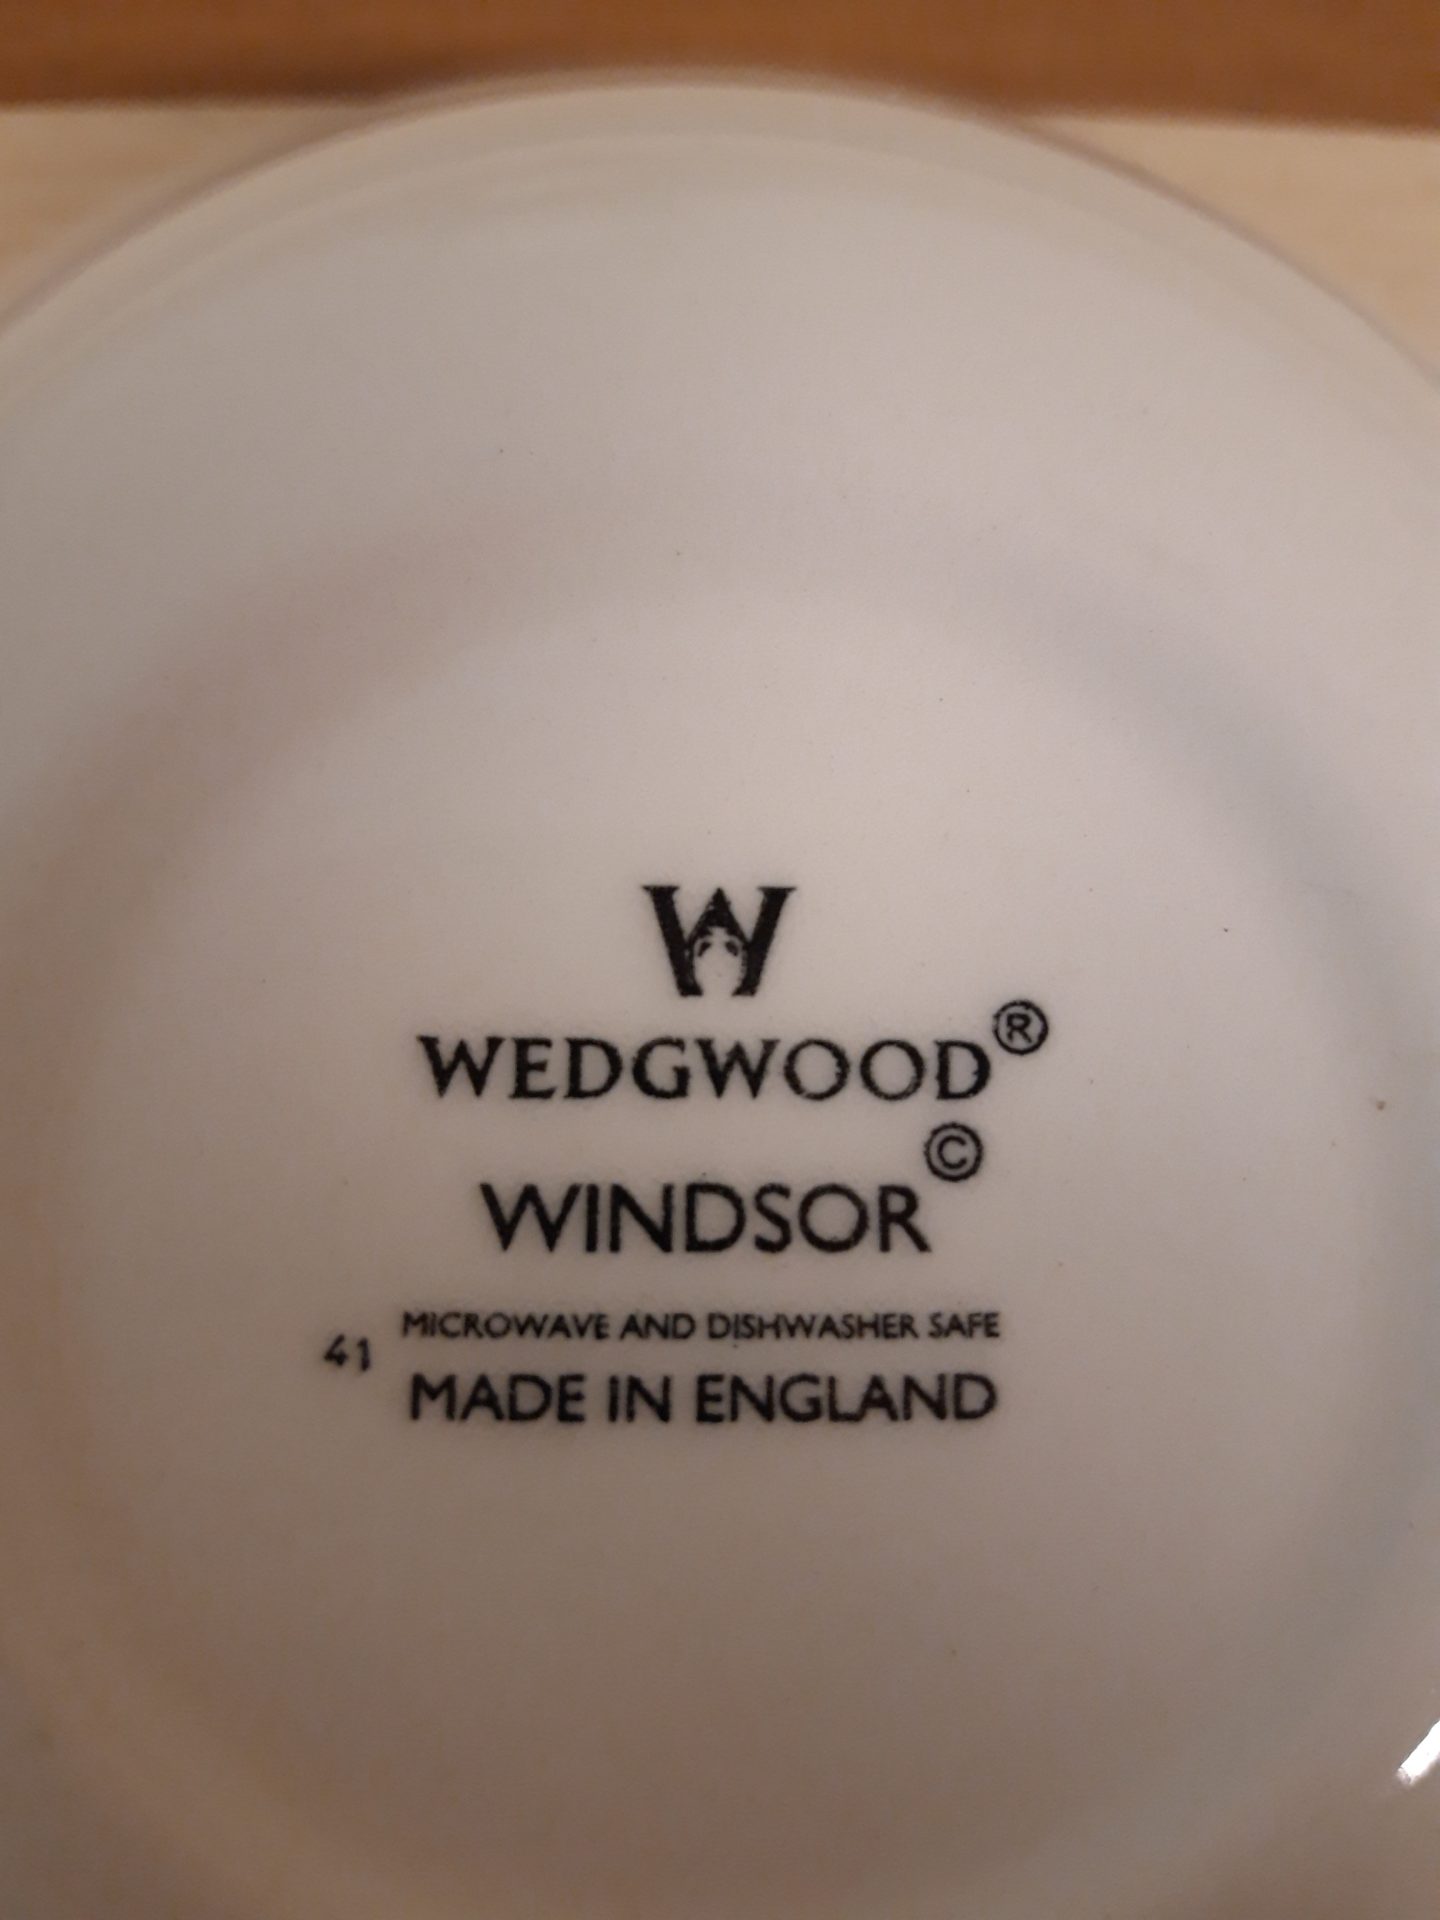 W
WEDGWOOD®
©
WINDSOR
MICROWAVE AND DISHWASHER SAFE
41
MADE IN ENGLAND